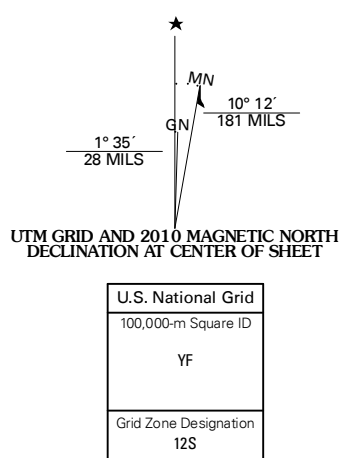 ★
MN
GN
10° 12´
181 MILS
1° 35´
28 MILS
UTM GRID AND 2010 MAGNETIC NORTH
DECLINATION AT CENTER OF SHEET
U.S. National Grid
100,000-m Square ID
YF
Grid Zone Designation
12S